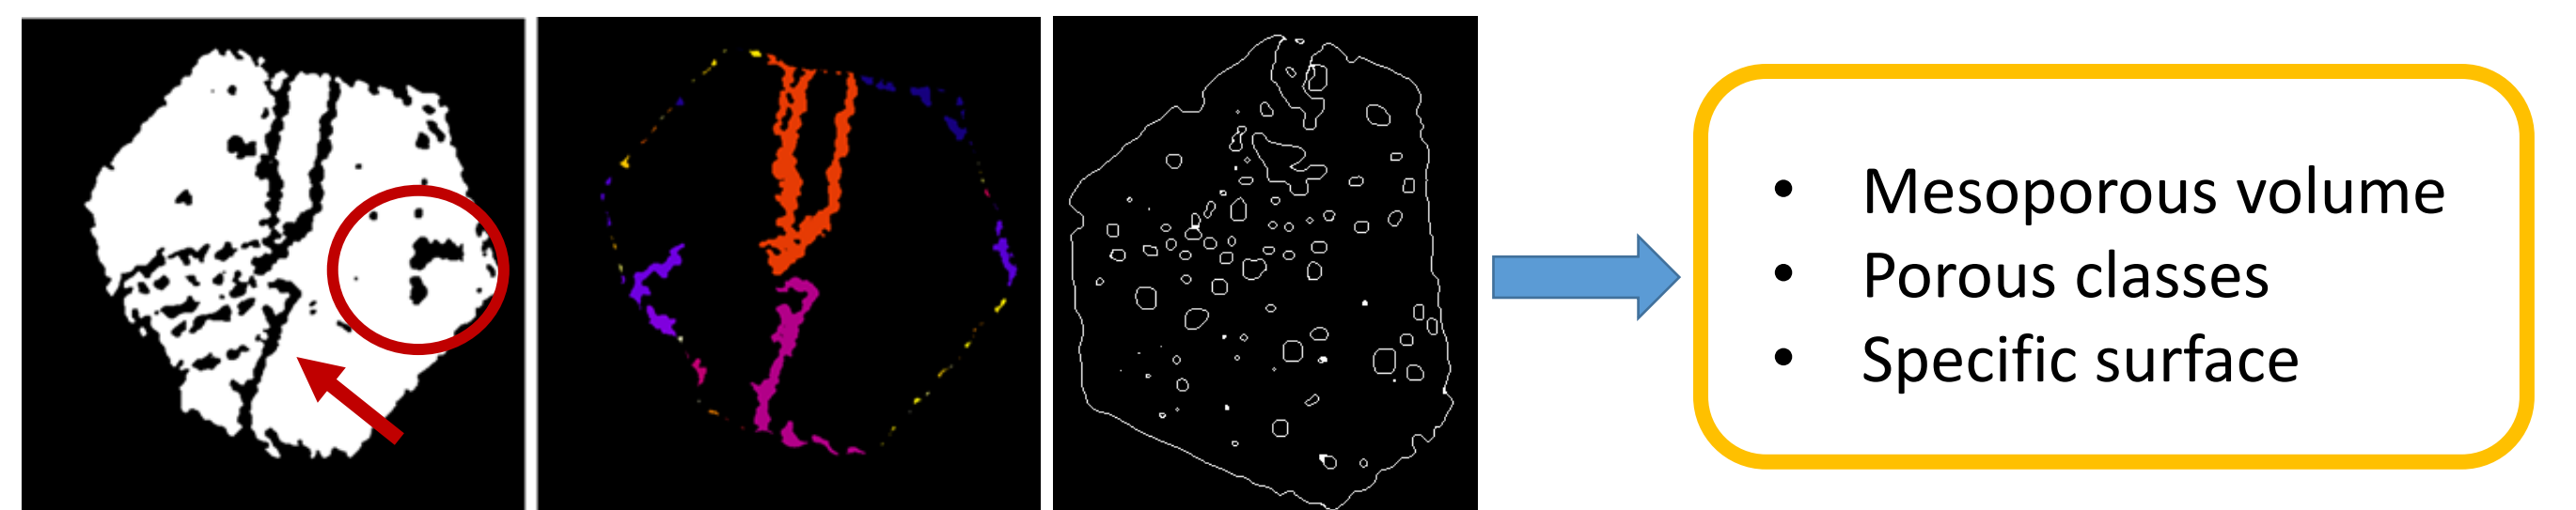 • Mesoporous volume
• Porous classes
• Specific surface